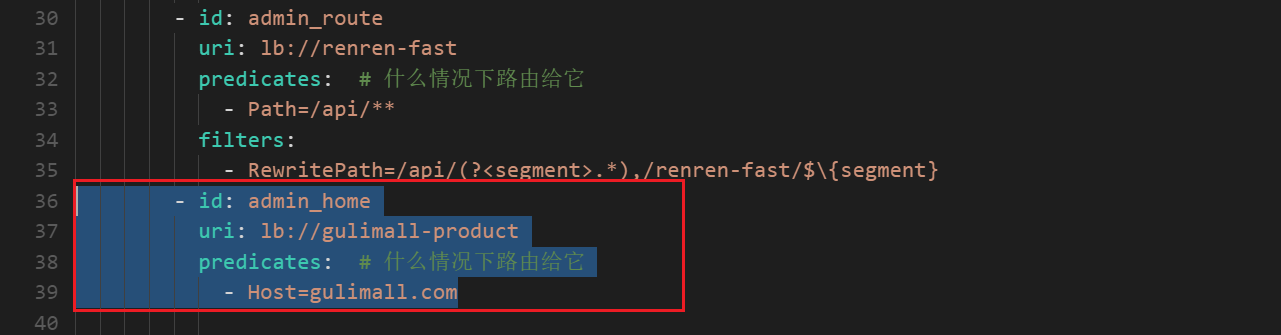 30 - id: admin_route
31 uri: lb://renren-fast
32 predicates: # 什么情况下路由给它
33 - Path=/api/**
34 filters:
35 - RewritePath=/api/(?<segment>.*),/renren-fast/$\{segment}
36 - id: admin_home
37 uri: lb://gulimall-product
38 predicates: # 什么情况下路由给它
39 - Host=gulimall.com
40